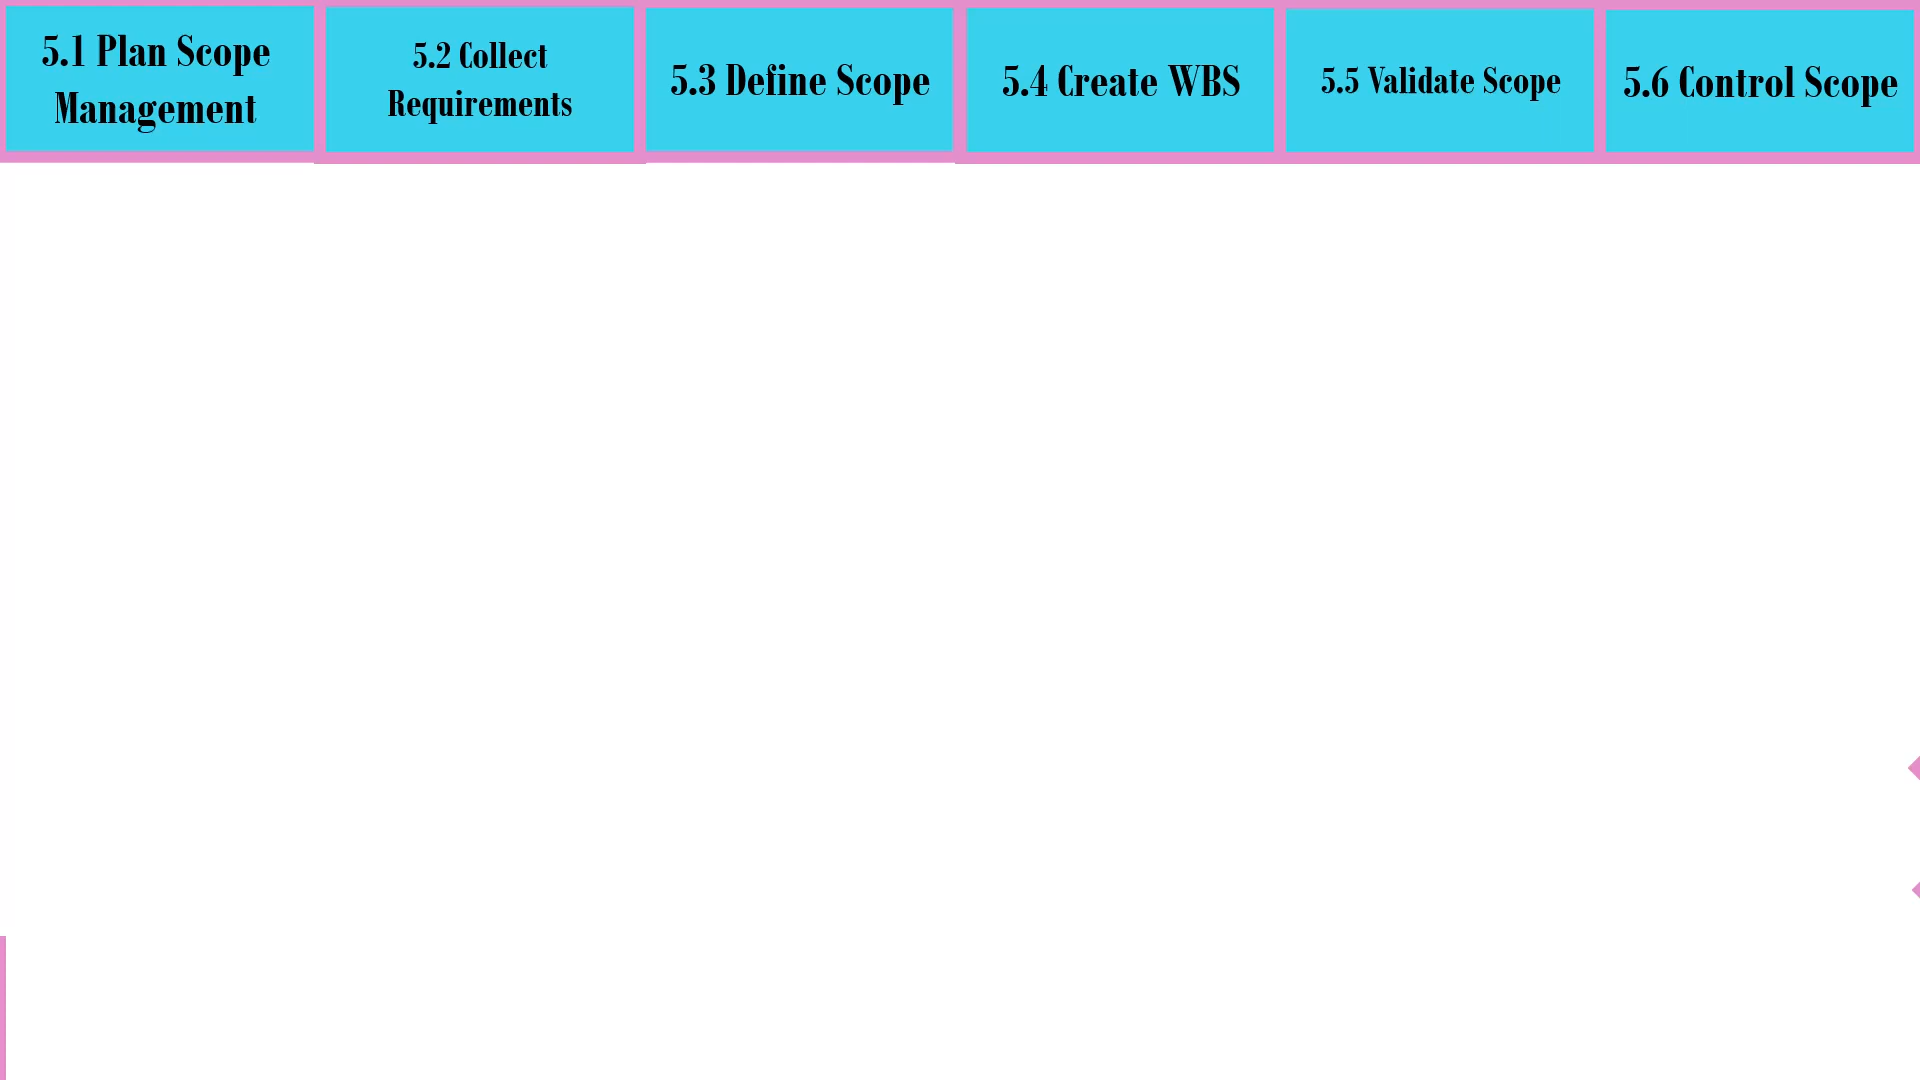 5.1 Plan Scope
Management
5.2 Collect
Requirements
5.3 Define Scope
5.4 Create WBS
5.5 Validate Scope
5.6 Control Scope